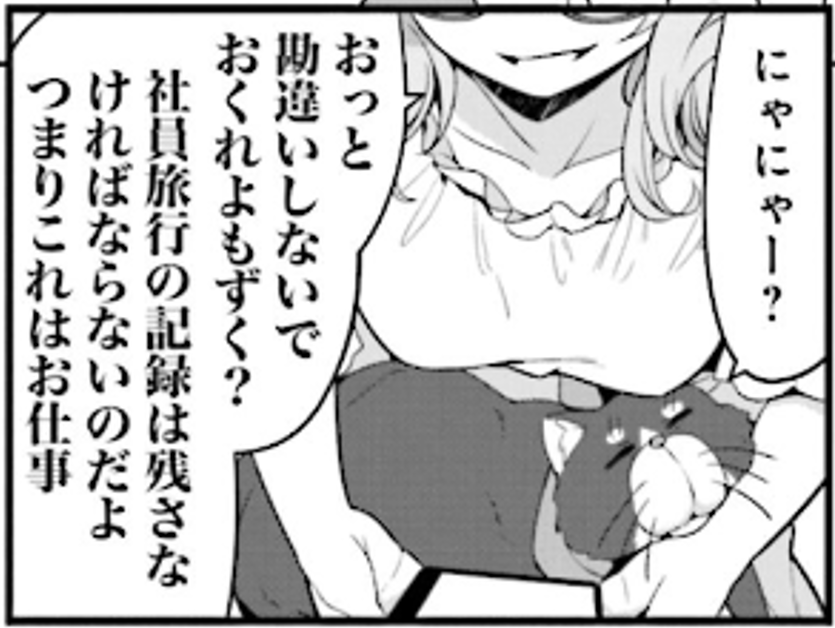 にゃにゃー?
おっと
勘違いしないで
おくれよもずく?
社員旅行の記録は残さな
ければならないのだよ
つまりこれはお仕事